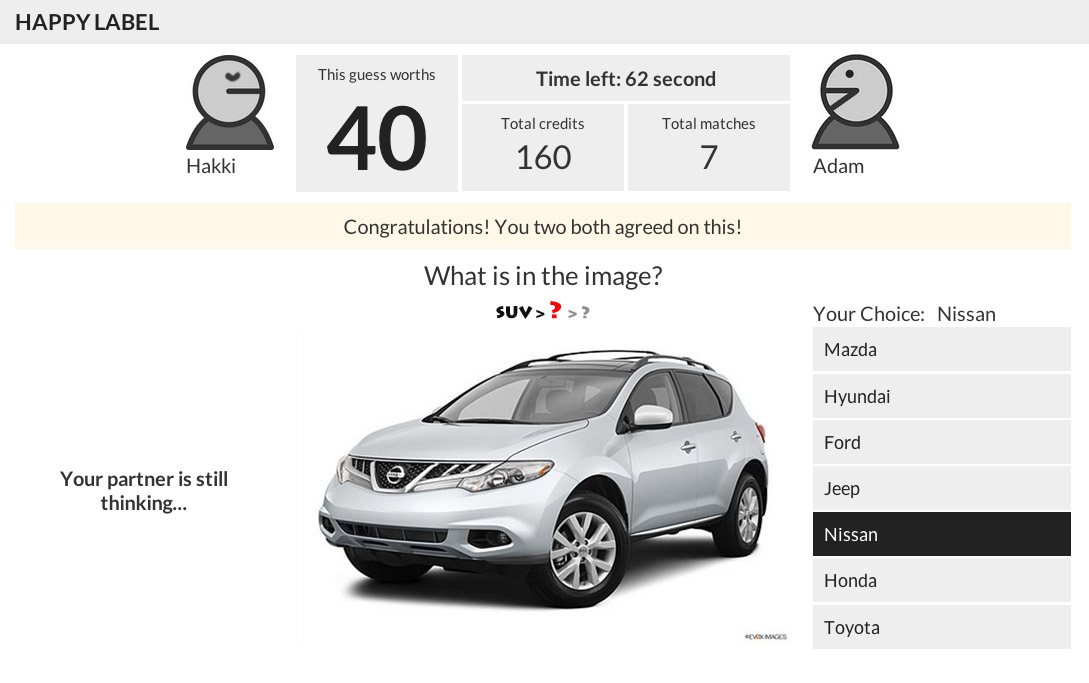 HAPPY LABEL
This guess worths
40
Time left: 62 second
Total credits
160
Total matches
7
Hakki
Adam
Congratulations! You two both agreed on this!
What is in the image?
SUV > ? > ?
Your Choice: Nissan
Mazda
Hyundai
Ford
Jeep
Nissan
Honda
Toyota
Your partner is still
thinking...
NISSAN
©EVOX IMAGES